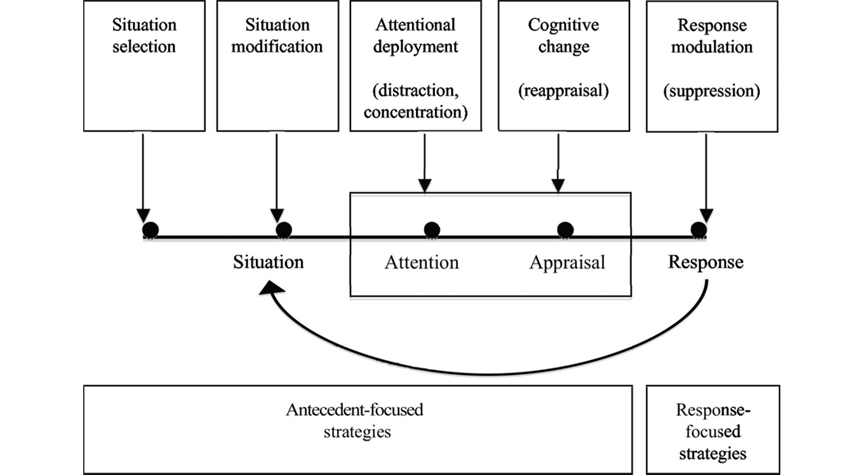 Situation
selection
Situation
modification
Attentional
deployment
(distraction,
concentration)
Cognitive
change
(reappraisal)
Response
modulation
(suppression)
Situation
Attention
Appraisal
Response
Antecedent-focused
strategies
Response-
focused
strategies